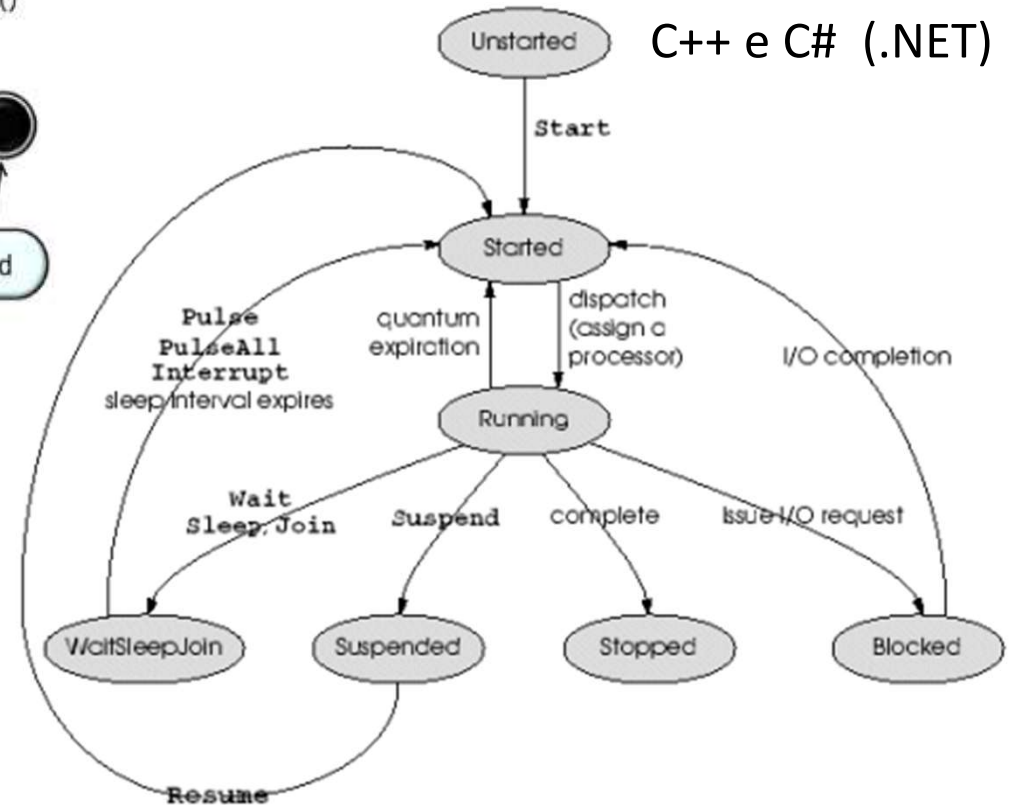 ()
Unstarted
C++ e C# (.NET)
Start
d
Started
Pulse
PulseAll
Interrupt
sleep interval expires
quantum
expiration
dispatch
(assign a
processor)
I/O completion
Running
Wait
Sleep, Join
Suspend
complete
Issue I/O request
WaitSleepJoin
Suspended
Stopped
Blocked
Resume